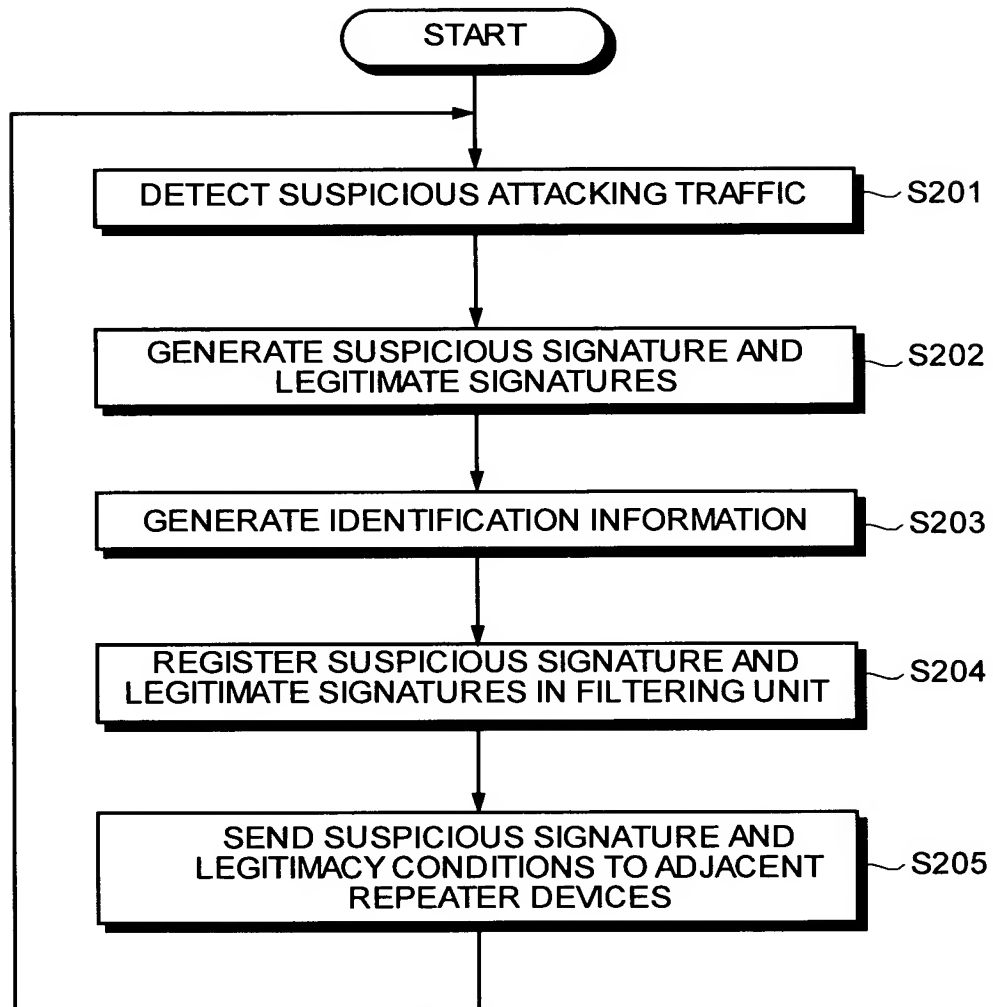 START
DETECT SUSPICIOUS ATTACKING TRAFFIC
S201
GENERATE SUSPICIOUS SIGNATURE AND
LEGITIMATE SIGNATURES
S202
GENERATE IDENTIFICATION INFORMATION
S203
REGISTER SUSPICIOUS SIGNATURE AND
LEGITIMATE SIGNATURES IN FILTERING UNIT
S204
SEND SUSPICIOUS SIGNATURE AND
LEGITIMACY CONDITIONS TO ADJACENT
REPEATER DEVICES
S205